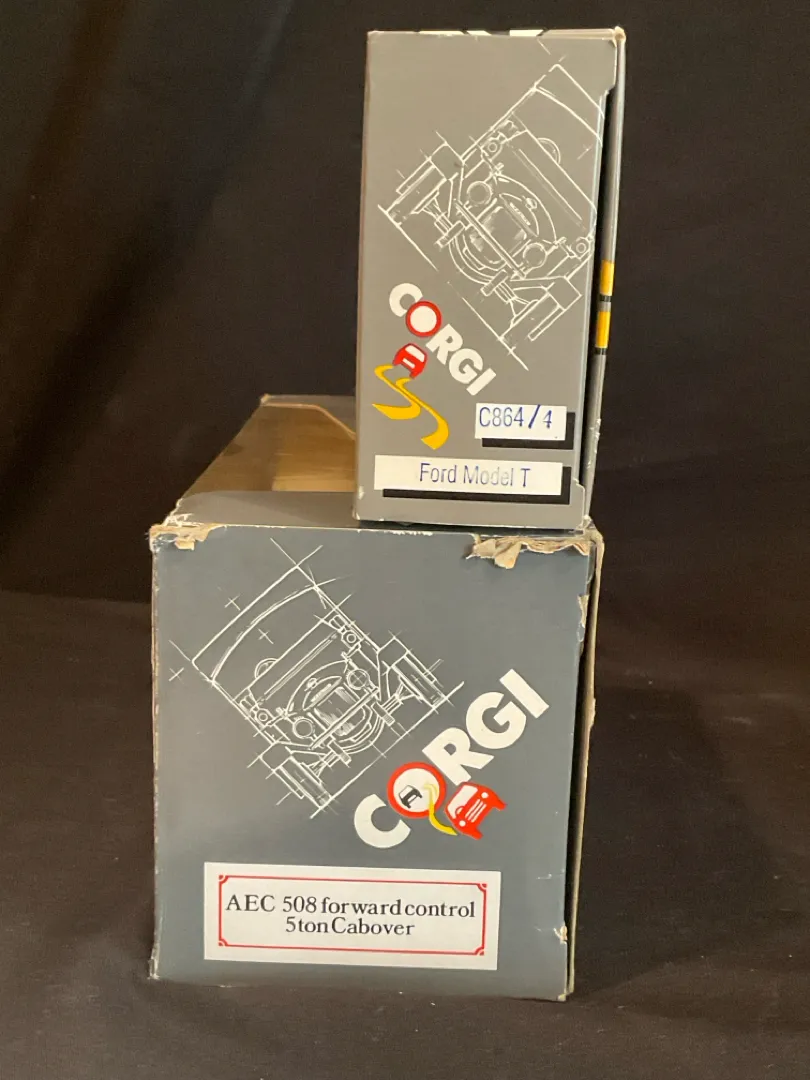 CORGI
C864/4
Ford Model T
CORGI
AEC 508 forward control
5ton Cabover